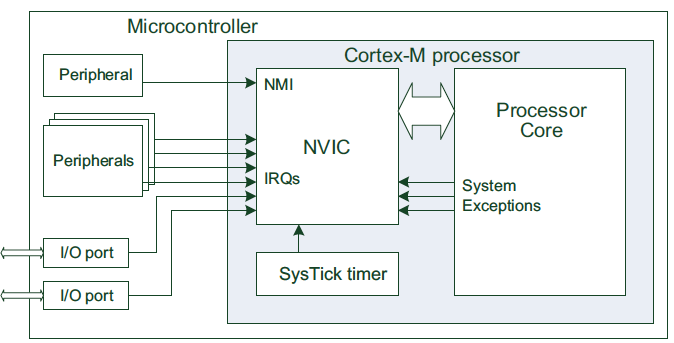 Microcontroller
Cortex-M processor
Peripheral
NMI
Processor
Core
NVIC
Peripherals
IRQs
System
Exceptions
I/O port
SysTick timer
I/O port